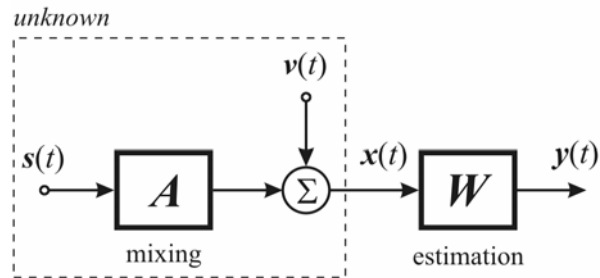 unknown
v(t)
s(t)
A
Σ
x(t)
W
y(t)
mixing
estimation